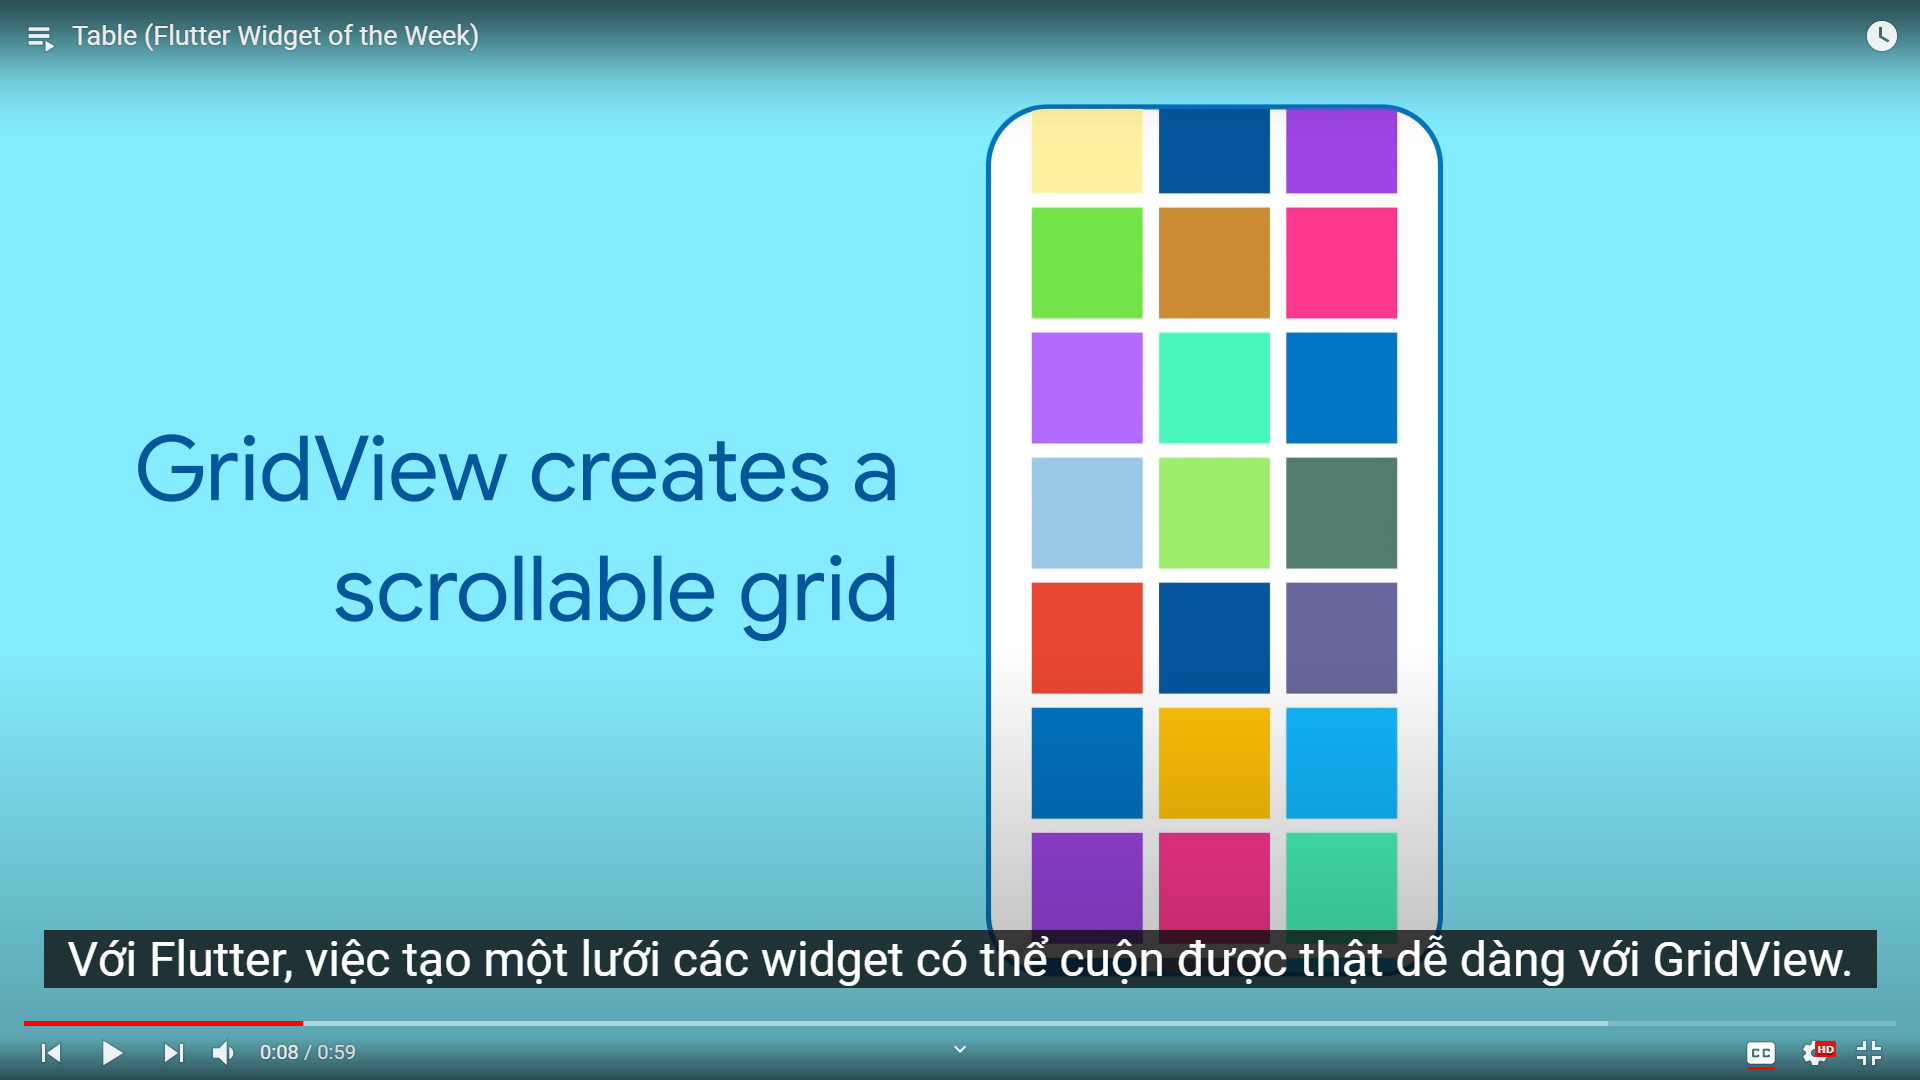 Table (Flutter Widget of the Week)
GridView creates a
scrollable grid
Với Flutter, việc tạo một lưới các widget có thể cuộn được thật dễ dàng với GridView.
0:08 / 0:59
CC
HD